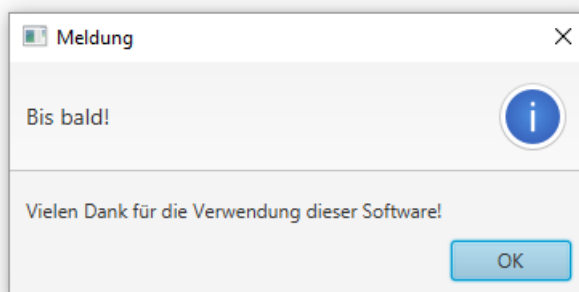 Meldung
Bis bald!
Vielen Dank für die Verwendung dieser Software!
OK